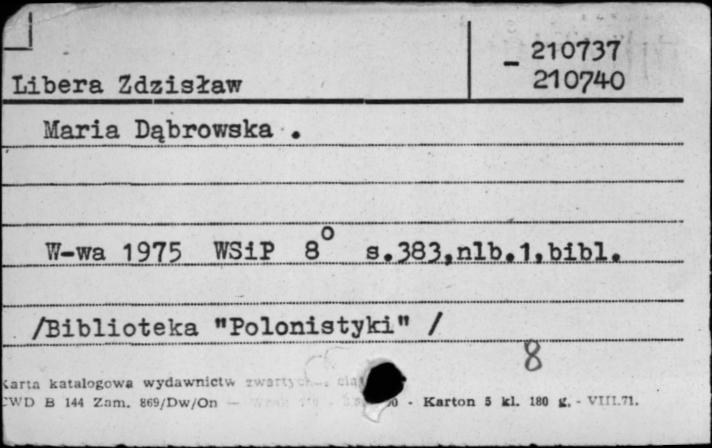 - 210737
210740
Libera Zdzisław
Maria Dąbrowska .
W-wa 1975 WSiP 8° s.383,nlb.1,bibl.
/Biblioteka "Polonistyki" /
8
Karta katalogowa wydawnictw zwartych
CWD B 144 Zam. 869/Dw/On - Karton 5 kl. 180 g. - VIII.71.